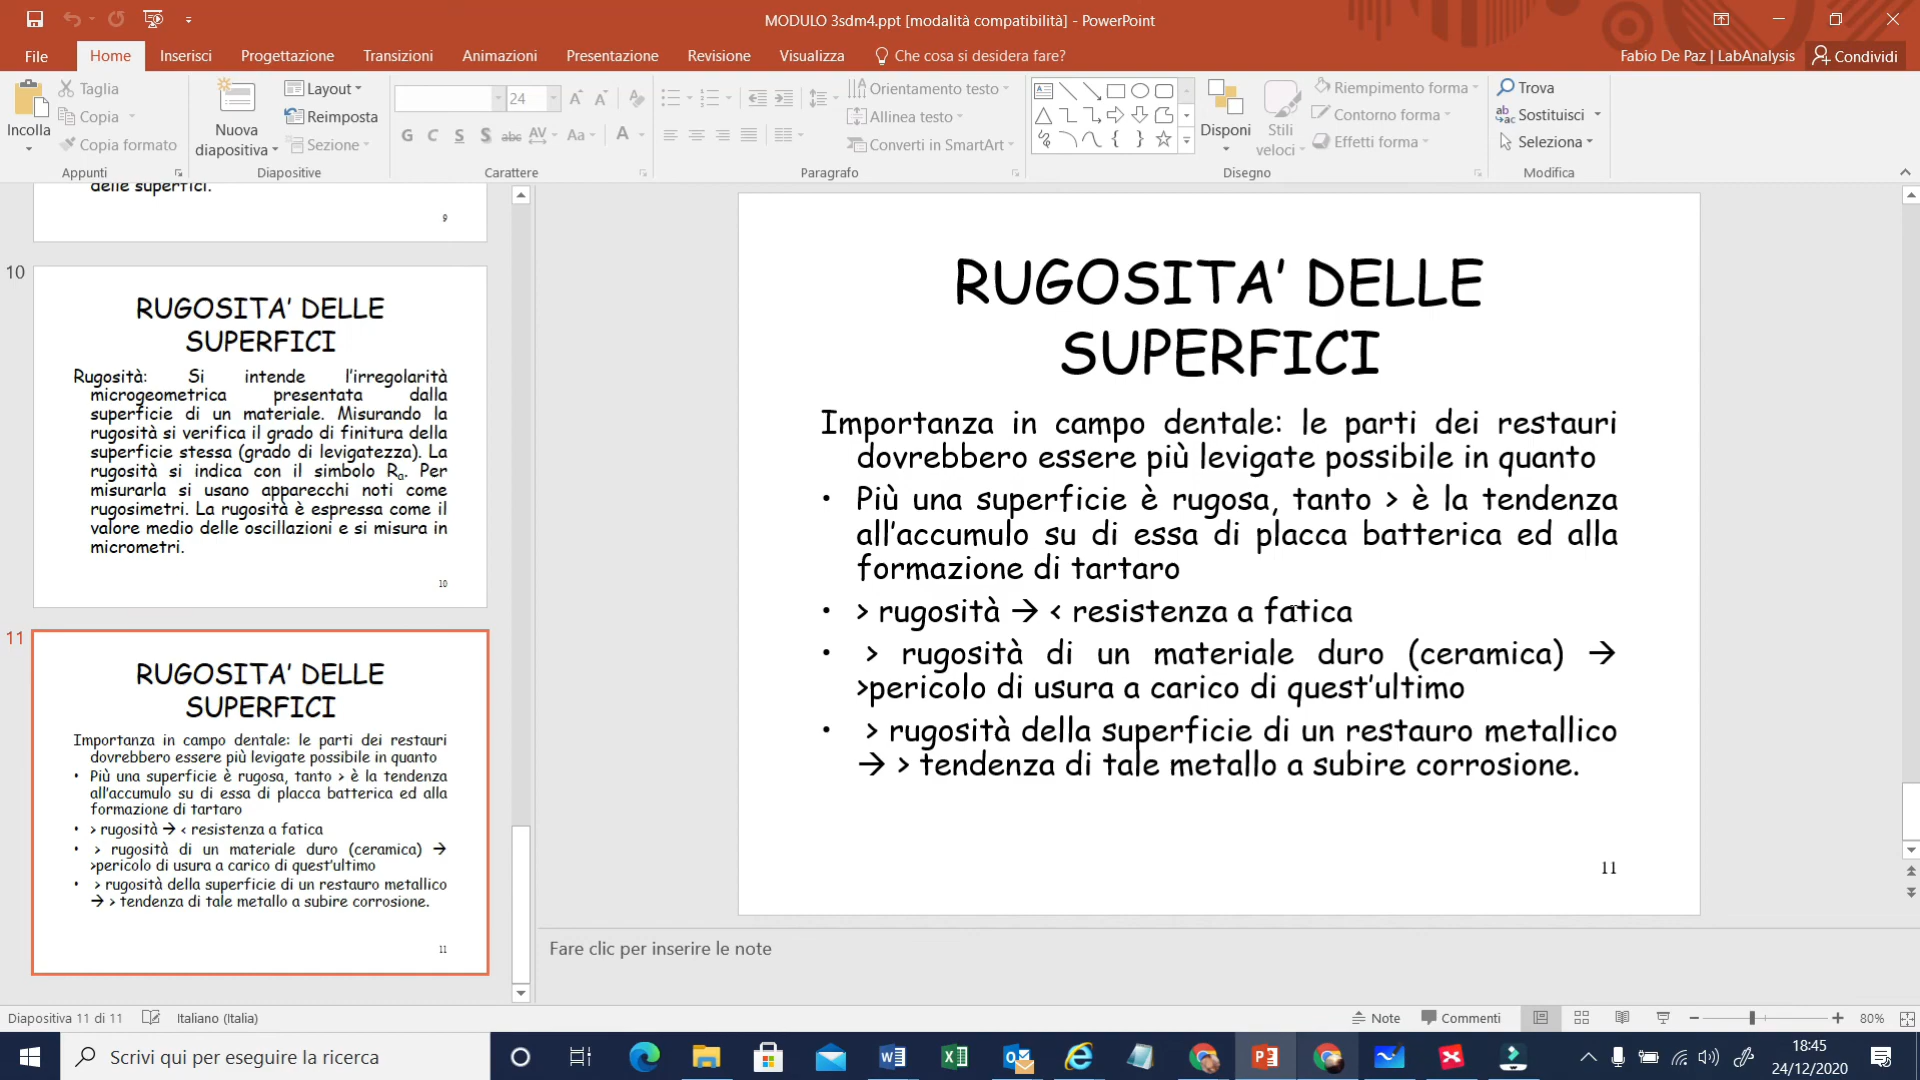 MODULO 3sdm4.ppt [modalità compatibilità] - PowerPoint
File
Home
Inserisci
Progettazione
Transizioni
Animazioni
Presentazione
Revisione
Visualizza
Che cosa si desidera fare?
Fabio De Paz | LabAnalysis
Condividi
Incolla
Taglia
Copia
Copia formato
Appunti
Nuova
diapositiva
Layout
Reimposta
Sezione
Diapositive
24
G C S S abc AV Aa A
Carattere
Orientamento testo
Allinea testo
Converti in SmartArt
Paragrafo
Disponi
Stili
veloci
Riempimento forma
Contorno forma
Effetti forma
Disegno
Trova
Sostituisci
Seleziona
Modifica
delle superfici.
9
10
RUGOSITA’ DELLE
SUPERFICI
Rugosità: Si intende l’irregolarità
microgeometrica presentata dalla
superficie di un materiale. Misurando la
rugosità si verifica il grado di finitura della
superficie stessa (grado di levigatezza). La
rugosità si indica con il simbolo Ra. Per
misurarla si usano apparecchi noti come
rugosimetri. La rugosità è espressa come il
valore medio delle oscillazioni e si misura in
micrometri.
10
11
RUGOSITA’ DELLE
SUPERFICI
Importanza in campo dentale: le parti dei restauri
dovrebbero essere più levigate possibile in quanto
• Più una superficie è rugosa, tanto > è la tendenza
all’accumulo su di essa di placca batterica ed alla
formazione di tartaro
• > rugosità → < resistenza a fatica
• > rugosità di un materiale duro (ceramica) →
>pericolo di usura a carico di quest’ultimo
• > rugosità della superficie di un restauro metallico
→ > tendenza di tale metallo a subire corrosione.
11
RUGOSITA’ DELLE
SUPERFICI
Importanza in campo dentale: le parti dei restauri
dovrebbero essere più levigate possibile in quanto
• Più una superficie è rugosa, tanto > è la tendenza
all’accumulo su di essa di placca batterica ed alla
formazione di tartaro
• > rugosità → < resistenza a fatica
• > rugosità di un materiale duro (ceramica) →
>pericolo di usura a carico di quest’ultimo
• > rugosità della superficie di un restauro metallico
→ > tendenza di tale metallo a subire corrosione.
11
Fare clic per inserire le note
Diapositiva 11 di 11
Italiano (Italia)
Note
Commenti
80%
Scrivi qui per eseguire la ricerca
18:45
24/12/2020